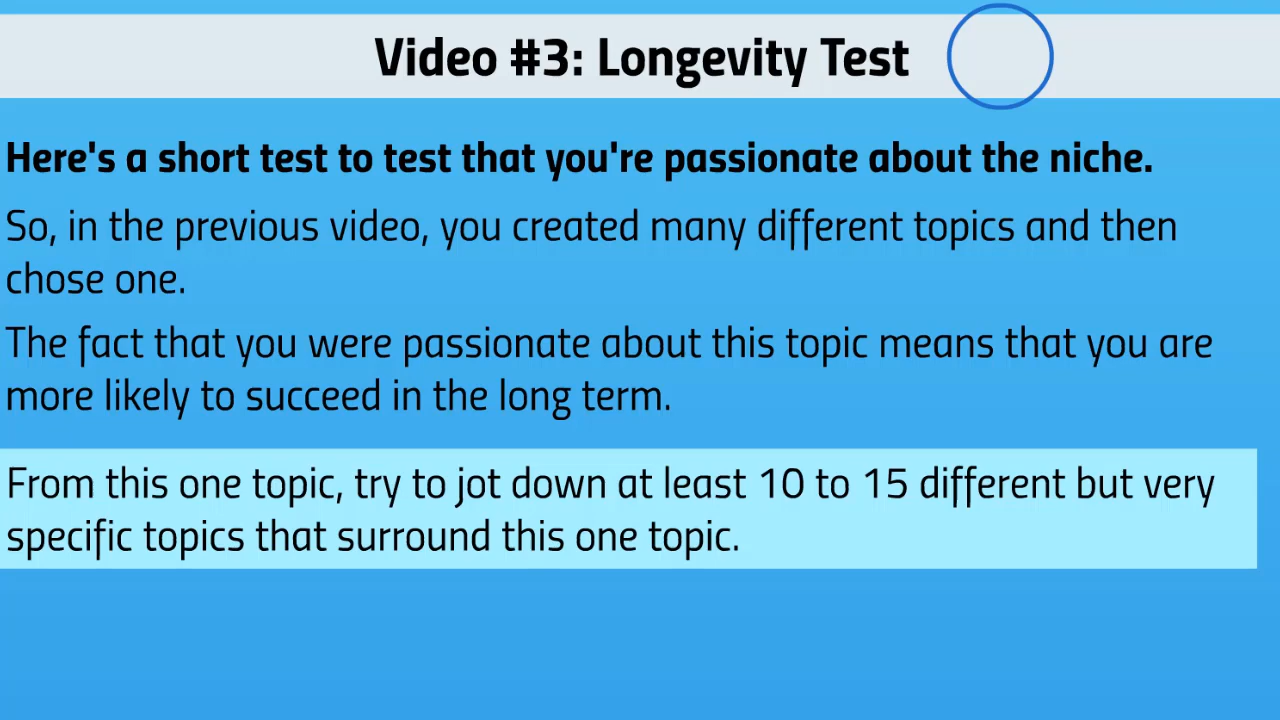 Video #3: Longevity Test
Here's a short test to test that you're passionate about the niche.
So, in the previous video, you created many different topics and then
chose one.
The fact that you were passionate about this topic means that you are
more likely to succeed in the long term.
From this one topic, try to jot down at least 10 to 15 different but very
specific topics that surround this one topic.